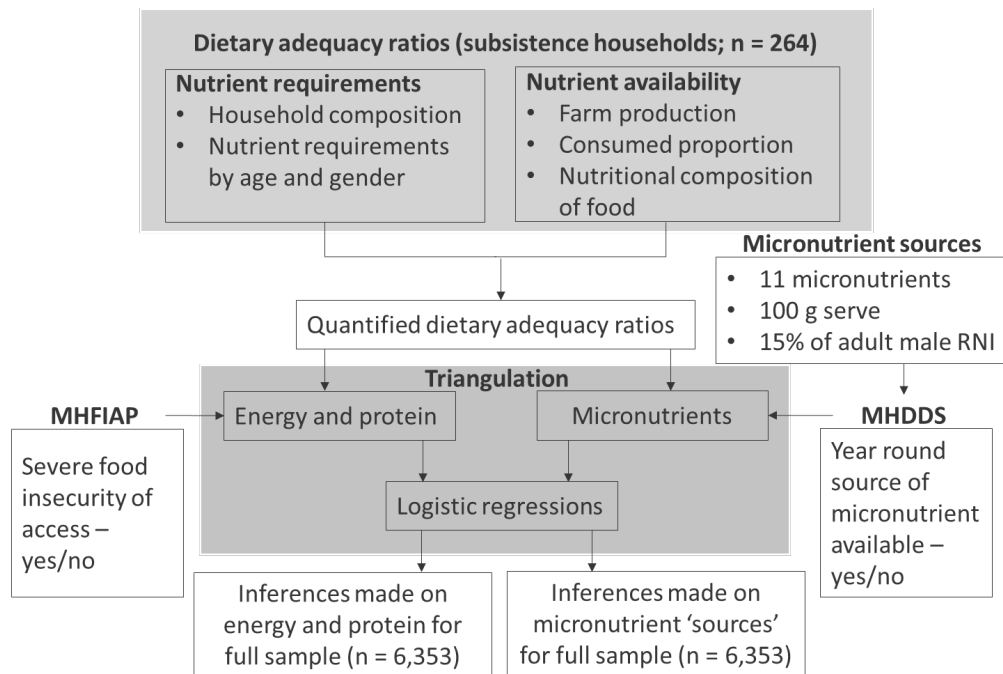 Dietary adequacy ratios (subsistence households; n = 264)
Nutrient requirements
• Household composition
• Nutrient requirements
by age and gender
Nutrient availability
• Farm production
• Consumed proportion
• Nutritional composition
of food
Micronutrient sources
• 11 micronutrients
• 100 g serve
• 15% of adult male RNI
Quantified dietary adequacy ratios
Triangulation
MHFIAP
Energy and protein
Micronutrients
MHDDS
Severe food
insecurity of
access –
yes/no
Year round
source of
micronutrient
available –
yes/no
Logistic regressions
Inferences made on
energy and protein for
full sample (n = 6,353)
Inferences made on
micronutrient ‘sources’
for full sample (n = 6,353)